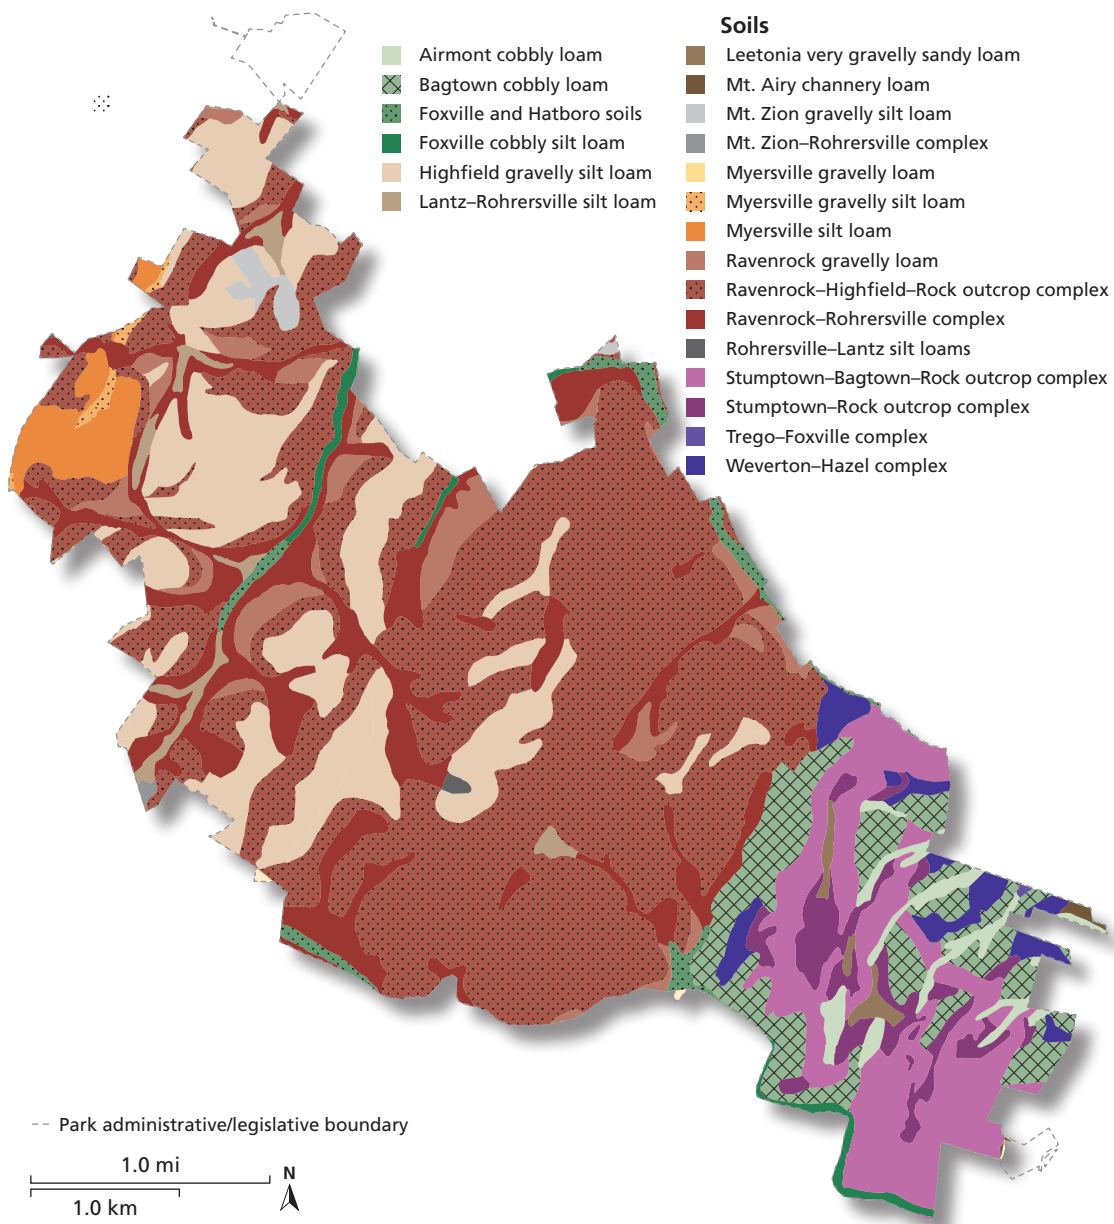 Soils
Airmont cobbly loam
Bagtown cobbly loam
Foxville and Hatboro soils
Foxville cobbly silt loam
Highfield gravelly silt loam
Lantz–Rohrersville silt loam
Leetonia very gravelly sandy loam
Mt. Airy channery loam
Mt. Zion gravelly silt loam
Mt. Zion–Rohrersville complex
Myersville gravelly loam
Myersville gravelly silt loam
Myersville silt loam
Ravenrock gravelly loam
Ravenrock–Highfield–Rock outcrop complex
Ravenrock–Rohrersville complex
Rohrersville–Lantz silt loams
Stumptown–Bagtown–Rock outcrop complex
Stumptown–Rock outcrop complex
Trego–Foxville complex
Weverton–Hazel complex
Park administrative/legislative boundary
1.0 mi
1.0 km
N